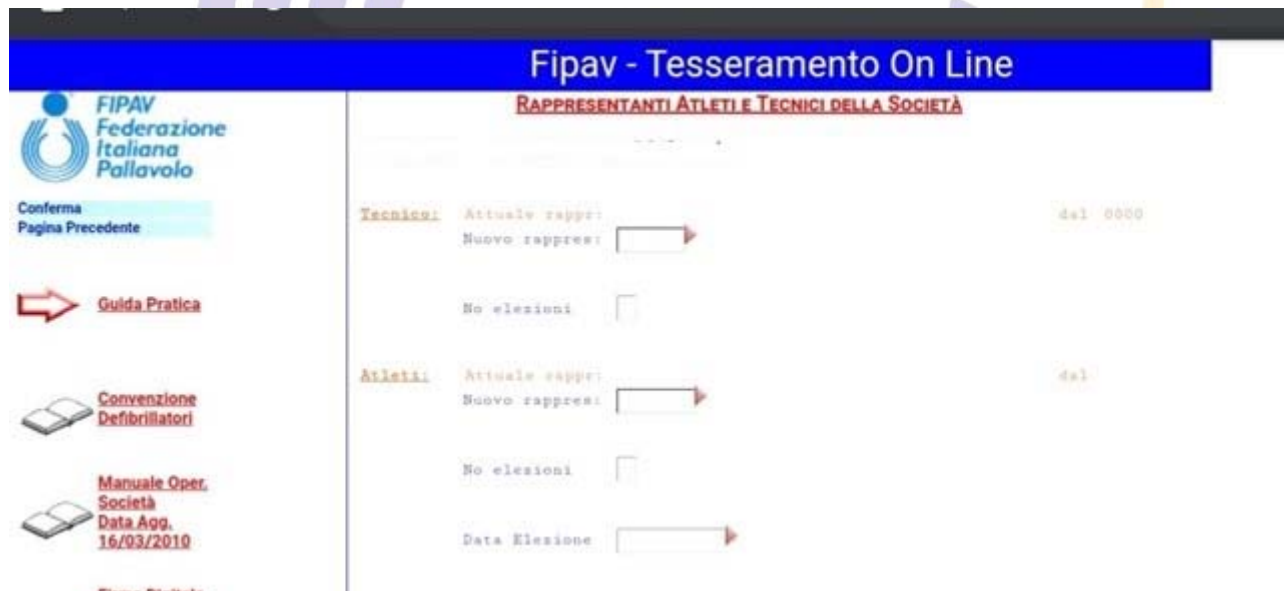 Fipav - Tesseramento On Line
FIPAV
Federazione
Italiana
Pallavolo
RAPPRESENTANTI ATLETI E TECNICI DELLA SOCIETÀ
Conferma
Pagina Precedente
Tecnico: Attuale rappr: dal 0000
Nuovo rappres:
Guida Pratica
No elezioni
Atleti: Attuale rappr: dal
Nuovo rappres:
Convenzione
Defibrillatori
No elezioni
Manuale Oper.
Società
Data Agg.
16/03/2010
Data Elezione